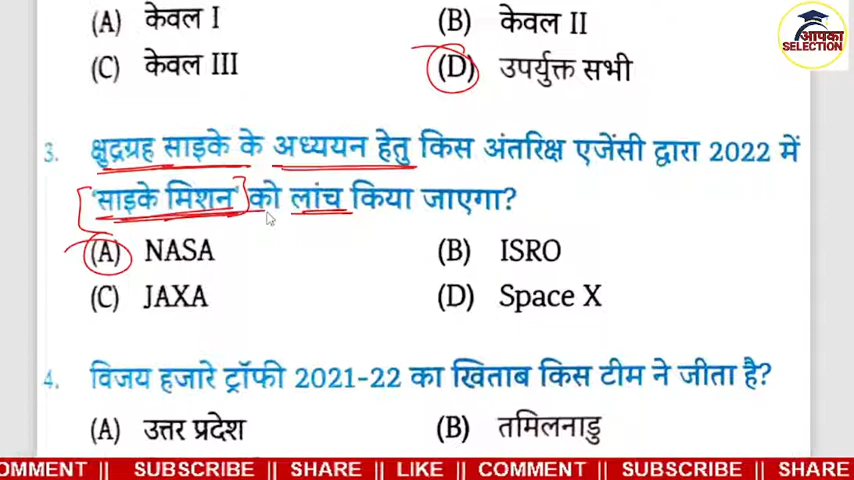 (A) केवल I (B) केवल II
आपका
SELECTION
(C) केवल III (D) उपर्युक्त सभी
3. क्षुद्रग्रह साइके के अध्ययन हेतु किस अंतरिक्ष एजेंसी द्वारा 2022 में
'साइके मिशन' को लांच किया जाएगा?
(A) NASA (B) ISRO
(C) JAXA (D) Space X
4. विजय हजारे ट्रॉफी 2021-22 का खिताब किस टीम ने जीता है?
(A) उत्तर प्रदेश (B) तमिलनाडु
COMMENT || SUBSCRIBE || SHARE || LIKE || COMMENT || SUBSCRIBE || SHARE